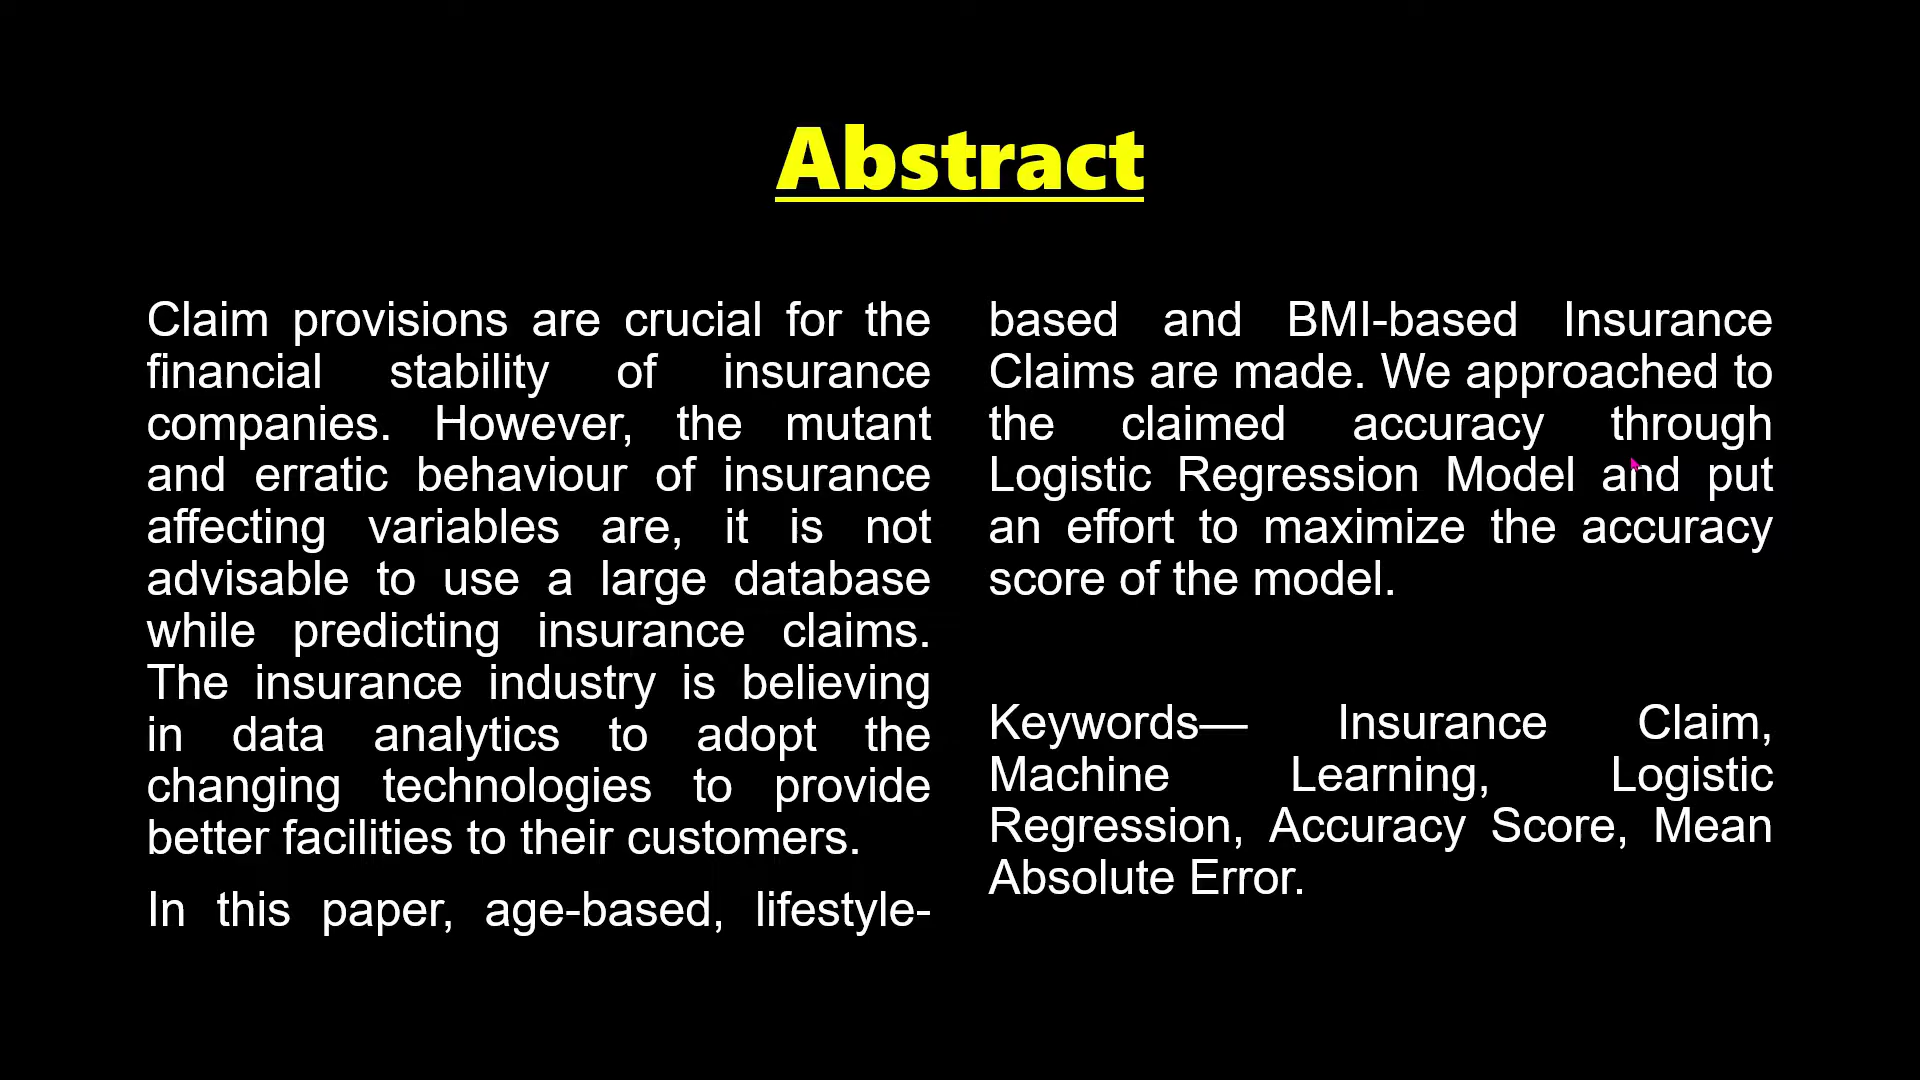 Abstract
Claim provisions are crucial for the
financial stability of insurance
companies. However, the mutant
and erratic behaviour of insurance
affecting variables are, it is not
advisable to use a large database
while predicting insurance claims.
The insurance industry is believing
in data analytics to adopt the
changing technologies to provide
better facilities to their customers.
In this paper, age-based, lifestyle-
based and BMI-based Insurance
Claims are made. We approached to
the claimed accuracy through
Logistic Regression Model and put
an effort to maximize the accuracy
score of the model.
Keywords— Insurance Claim,
Machine Learning, Logistic
Regression, Accuracy Score, Mean
Absolute Error.